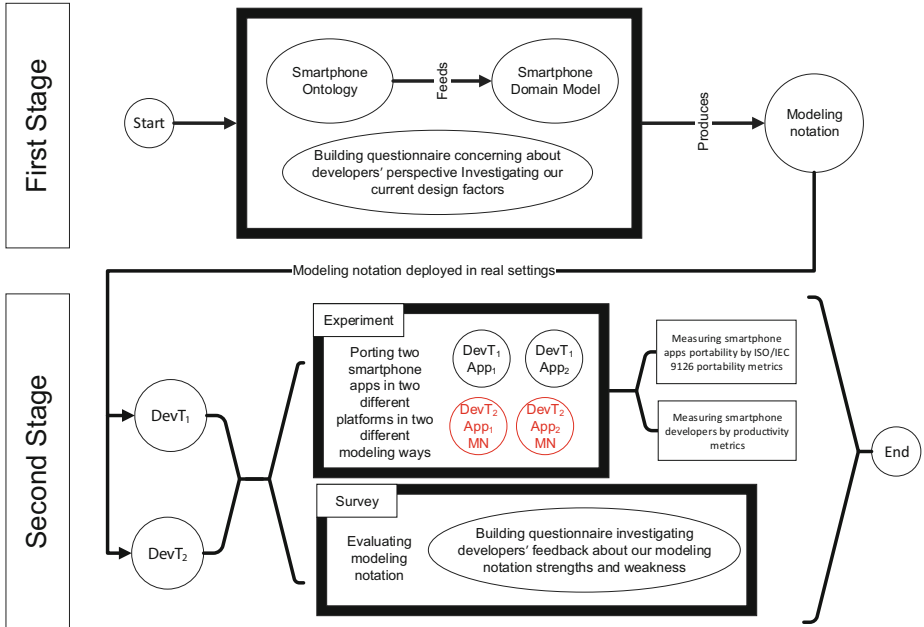 First Stage
Start
Smartphone
Ontology
Feeds
Smartphone
Domain Model
Building questionnaire concerning about
developers' perspective Investigating our
current design factors
Produces
Modeling
notation
Modeling notation deployed in real settings
Second Stage
DevT1
DevT2
Experiment
Porting two
smartphone
apps in two
different
platforms in two
different
modeling ways
DevT1
App1
DevT1
App2
DevT2
App1
MN
DevT2
App2
MN
Measuring smartphone
apps portability by ISO/IEC
9126 portability metrics
Measuring smartphone
developers by productivity
metrics
Survey
Evaluating
modeling
notation
Building questionnaire investigating
developers' feedback about our modeling
notation strengths and weakness
End